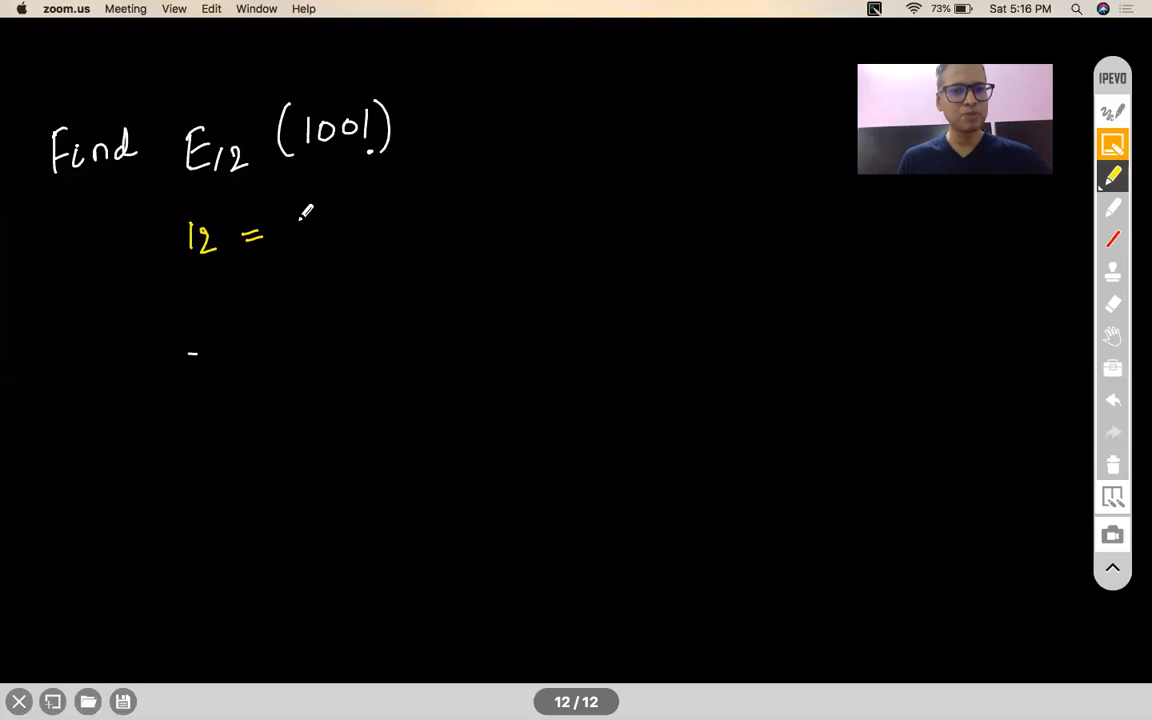 zoom.us Meeting View Edit Window Help 73% Sat 5:16 PM
IPEVO
Find E12 (100!)
12 =
12/12